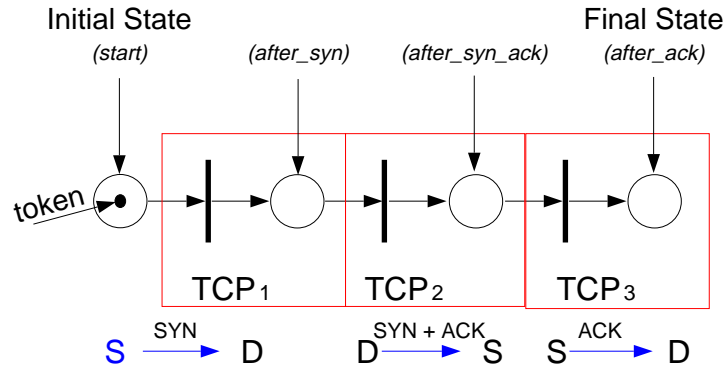 Initial State
Final State
(start)
(after_syn)
(after_syn_ack)
(after_ack)
token
TCP1
TCP2
TCP3
S SYN D
D SYN + ACK S
S ACK D